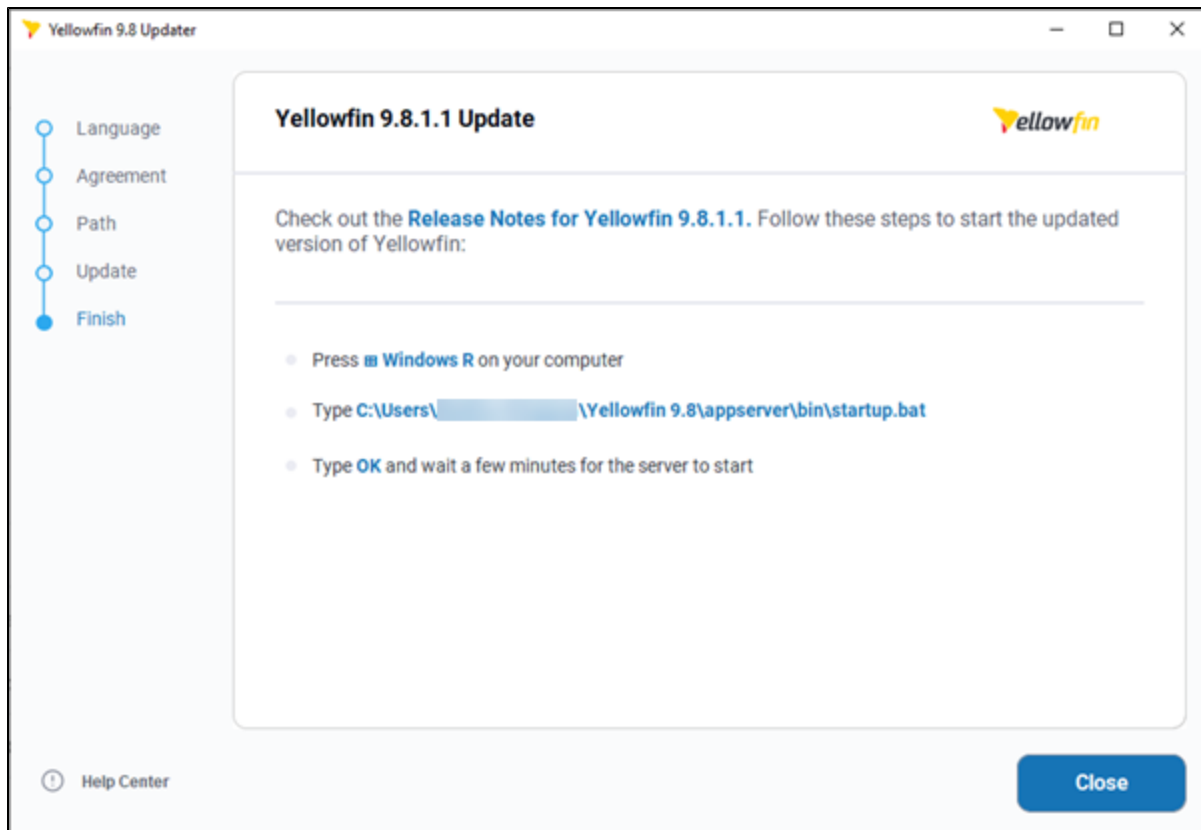 Yellowfin 9.8 Updater
Language
Agreement
Path
Update
Finish
Yellowfin 9.8.1.1 Update
Yellowfin
Check out the Release Notes for Yellowfin 9.8.1.1. Follow these steps to start the updated
version of Yellowfin:
Press Windows R on your computer
Type C:\Users\ \Yellowfin 9.8\appserver\bin\startup.bat
Type OK and wait a few minutes for the server to start
Help Center
Close